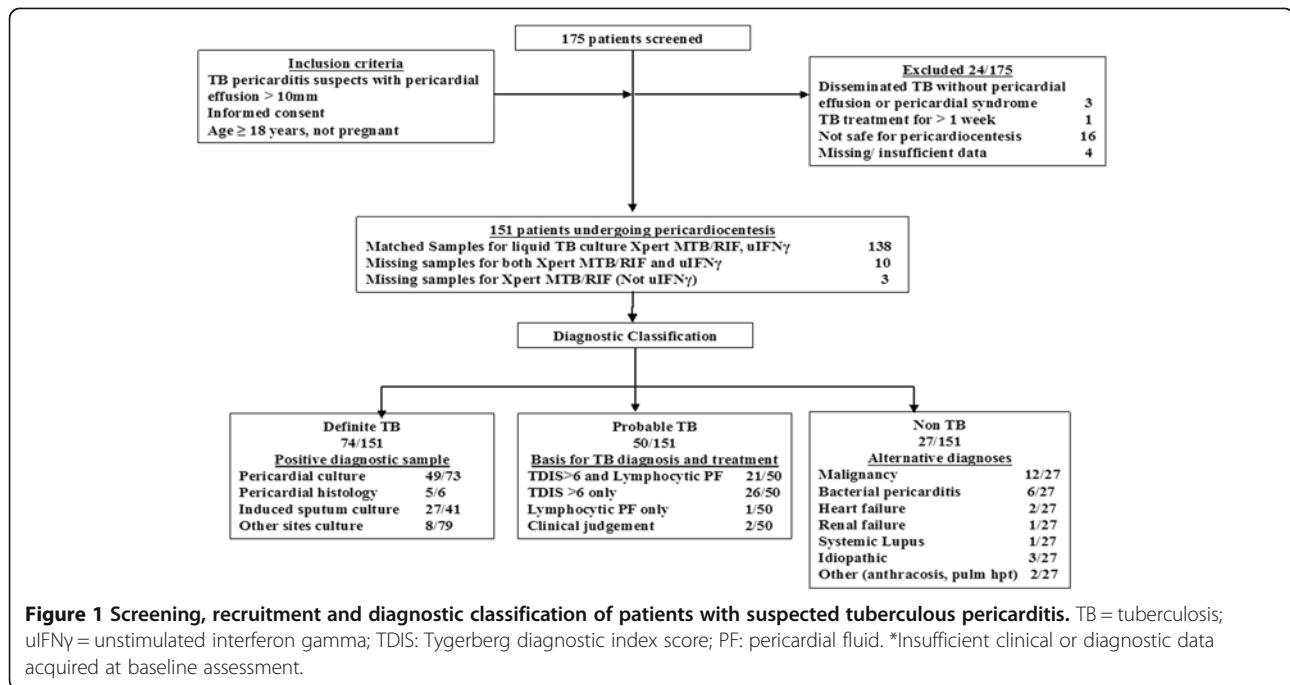 175 patients screened
Inclusion criteria
TB pericarditis suspects with pericardial
effusion > 10mm
Informed consent
Age ≥ 18 years, not pregnant
Excluded 24/175
Disseminated TB without pericardial
effusion or pericardial syndrome 3
TB treatment for > 1 week 1
Not safe for pericardiocentesis 16
Missing/ insufficient data 4
151 patients undergoing pericardiocentesis
Matched Samples for liquid TB culture Xpert MTB/RIF, uIFNγ 138
Missing samples for both Xpert MTB/RIF and uIFNγ 10
Missing samples for Xpert MTB/RIF (Not uIFNγ) 3
Diagnostic Classification
Definite TB
74/151
Positive diagnostic sample
Pericardial culture 49/73
Pericardial histology 5/6
Induced sputum culture 27/41
Other sites culture 8/79
Probable TB
50/151
Basis for TB diagnosis and treatment
TDIS>6 and Lymphocytic PF 21/50
TDIS >6 only 26/50
Lymphocytic PF only 1/50
Clinical judgement 2/50
Non TB
27/151
Alternative diagnoses
Malignancy 12/27
Bacterial pericarditis 6/27
Heart failure 2/27
Renal failure 1/27
Systemic Lupus 1/27
Idiopathic 3/27
Other (anthracosis, pulm hpt) 2/27
Figure 1 Screening, recruitment and diagnostic classification of patients with suspected tuberculous pericarditis. TB = tuberculosis;
uIFNγ = unstimulated interferon gamma; TDIS: Tygerberg diagnostic index score; PF: pericardial fluid. *Insufficient clinical or diagnostic data
acquired at baseline assessment.